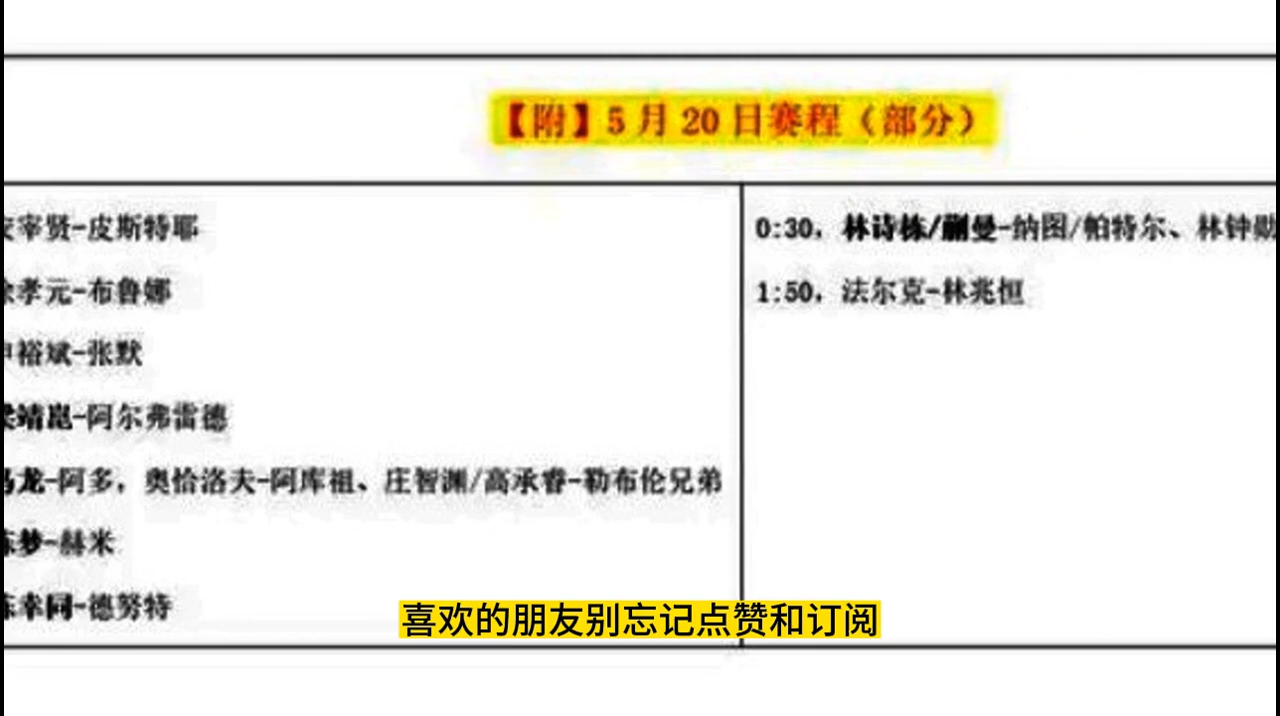 【附】5月20日赛程（部分）
宰贤-皮斯特耶
孝元-布鲁娜
裕斌-张默
靖崑-阿尔弗雷德
龙-阿多，奥恰洛夫-阿库祖、庄智渊/高承睿-勒布伦兄弟
梦-赫米
幸同-德努特
0:30，林诗栋/蒯曼-纳图/帕特尔、林钟勋
1:50，法尔克-林兆恒
喜欢的朋友别忘记点赞和订阅